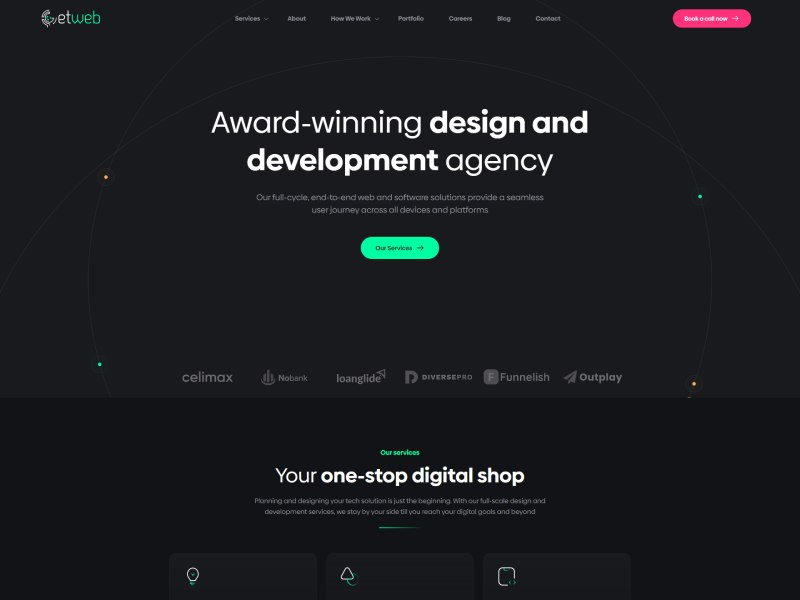 Getweb
Services
About
How We Work
Portfolio
Careers
Blog
Contact
Book a call now
Award-winning design and
development agency
Our full-cycle, end-to-end web and software solutions provide a seamless
user journey across all devices and platforms
Our Services
celimax
Nobank
loanglide
DIVERSEPRO
F Funnelish
Outplay
Our services
Your one-stop digital shop
Planning and designing your tech solution is just the beginning. With our full-scale design and
development services, we stay by your side till you reach your digital goals and beyond